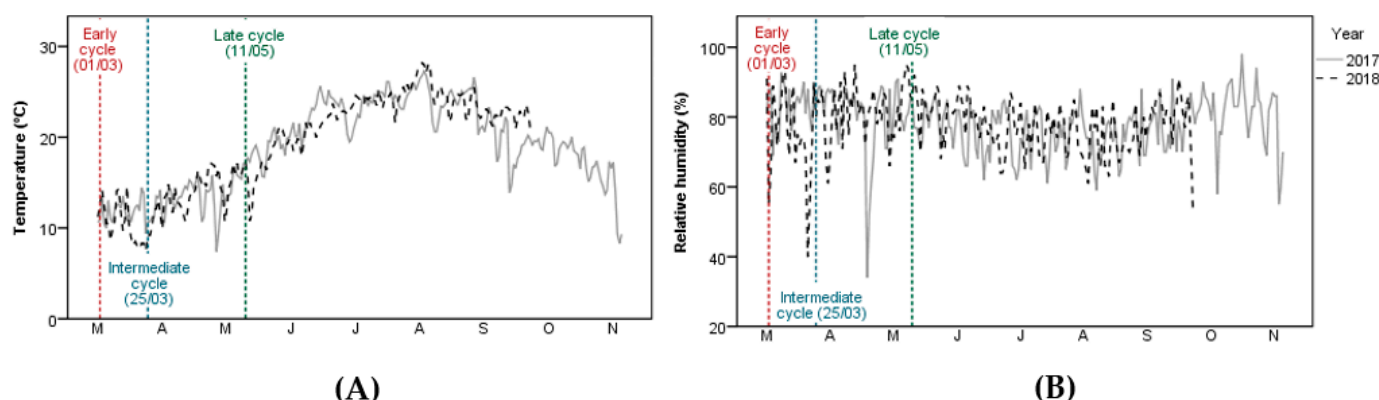 Early
cycle
(01/03)
Late cycle
(11/05)
Intermediate
cycle
(25/03)
Temperature (°C)
30
20
10
0
M A M J J A S O N
(A)
Early
cycle
(01/03)
Late cycle
(11/05)
Intermediate
cycle (25/03)
Relative humidity (%)
100
80
60
40
20
M A M J J A S O N
(B)
Year
2017
2018